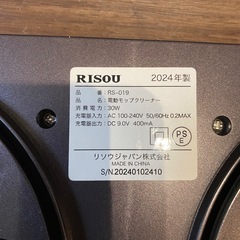 RISOU 2024年製
品番：RS-019
品名：電動モップクリーナー
消費電力：30W
充電器入力：AC 100-240V 50/60Hz 0.2MAX
充電器出力：DC 9.0V 400mA
PSE
リソウジャパン株式会社
MADE IN CHINA
S/N.20240102410